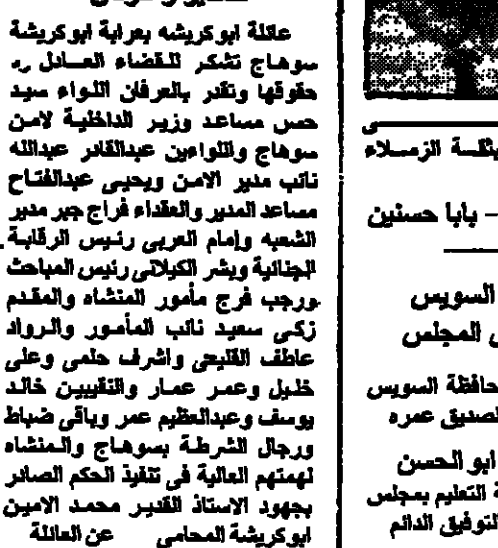 عائلة ابوكريشه بعرابة ابوكريشة
سوهاج تشكر للقضاء العادل رد
حقوقها وتقدر بالعرفان اللواء سيد
حسن مساعد وزير الداخلية لامن
سوهاج واللواءين عبدالقادر عبدالله
نائب مدير الامن ويحيى عبدالفتاح
مساعد المدير والعقداء فراج جبر مدير
الشعبه وإمام العربى رئيس الرقابة
الجنائية وبشر الكيلانى رئيس المباحث
ورجب فرج مأمور المنشاه والمقدم
زكى سعيد نائب المأمور والرواد
عاطف القليعى واشرف حلمى وعلى
خليل وعمر عمار والنقيبين خالد
يوسف وعبدالعظيم عمر وباقى ضباط
ورجال الشرطة بسوهاج والمنشاه
لهمتهم العالية فى تنفيذ الحكم الصادر
بجهود الاستاذ القدير محمد الامين
ابوكريشة المحامى عن العائلة
بثقة الزملاء
– بابا حسنين
السويس
المجلس
حافظة السويس
لصديق عمره
ابو الحسن
ة التعليم بمجلس
لتوفيق الدائم